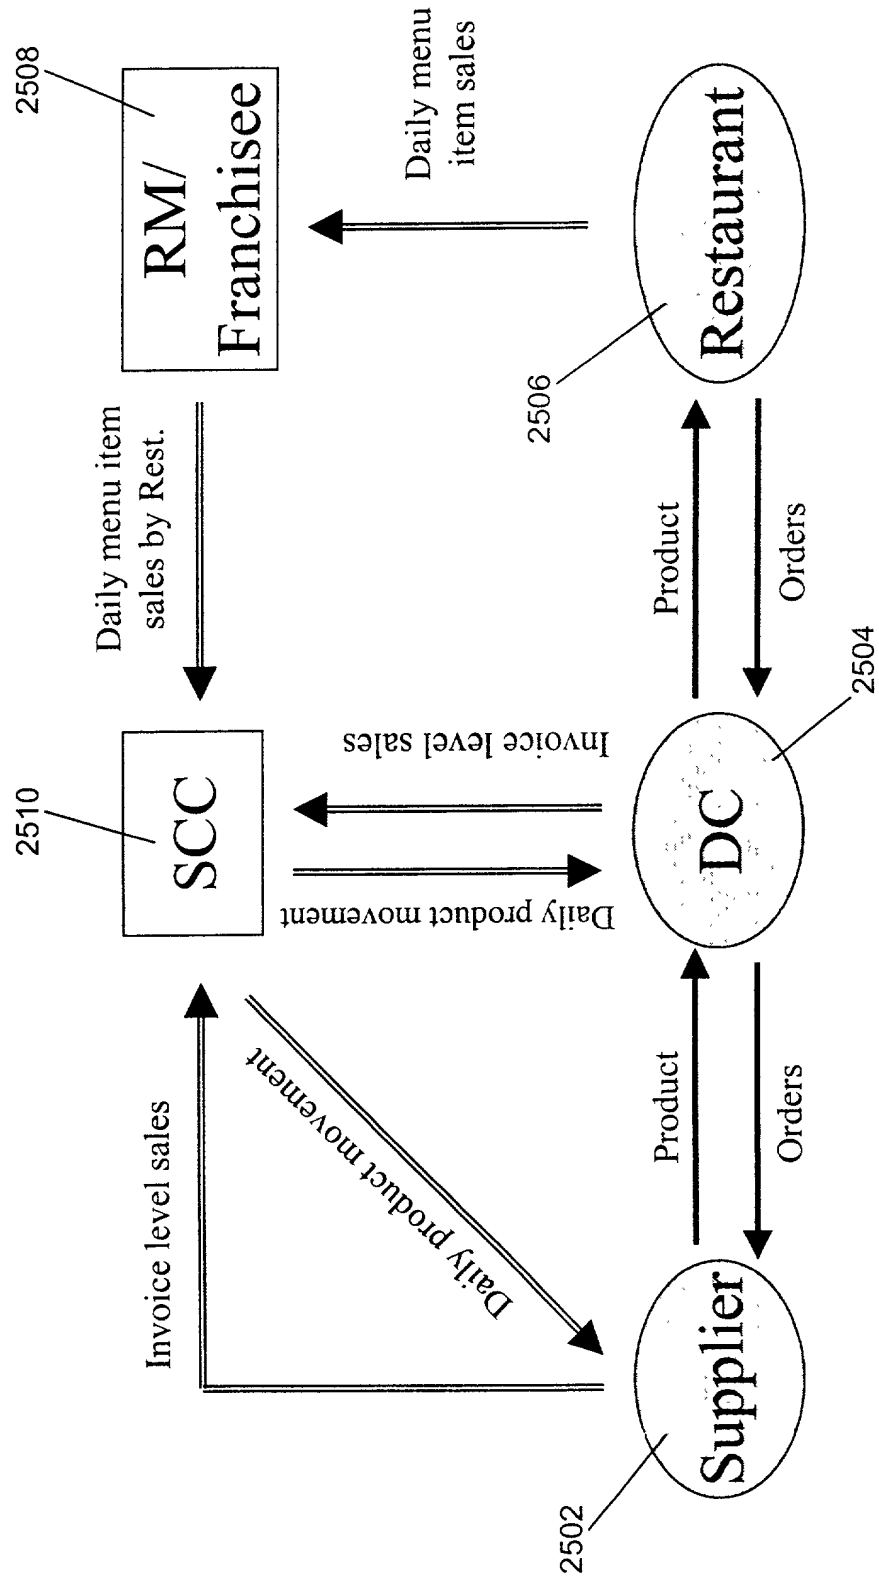 2510
2508
SCC
RM/
Franchisee
Daily menu item
sales by Rest.
Invoice level sales
Daily product movement
Daily product movement
Invoice level sales
Daily menu
item sales
2502
Supplier
Product
Orders
DC
2504
Product
Orders
2506
Restaurant